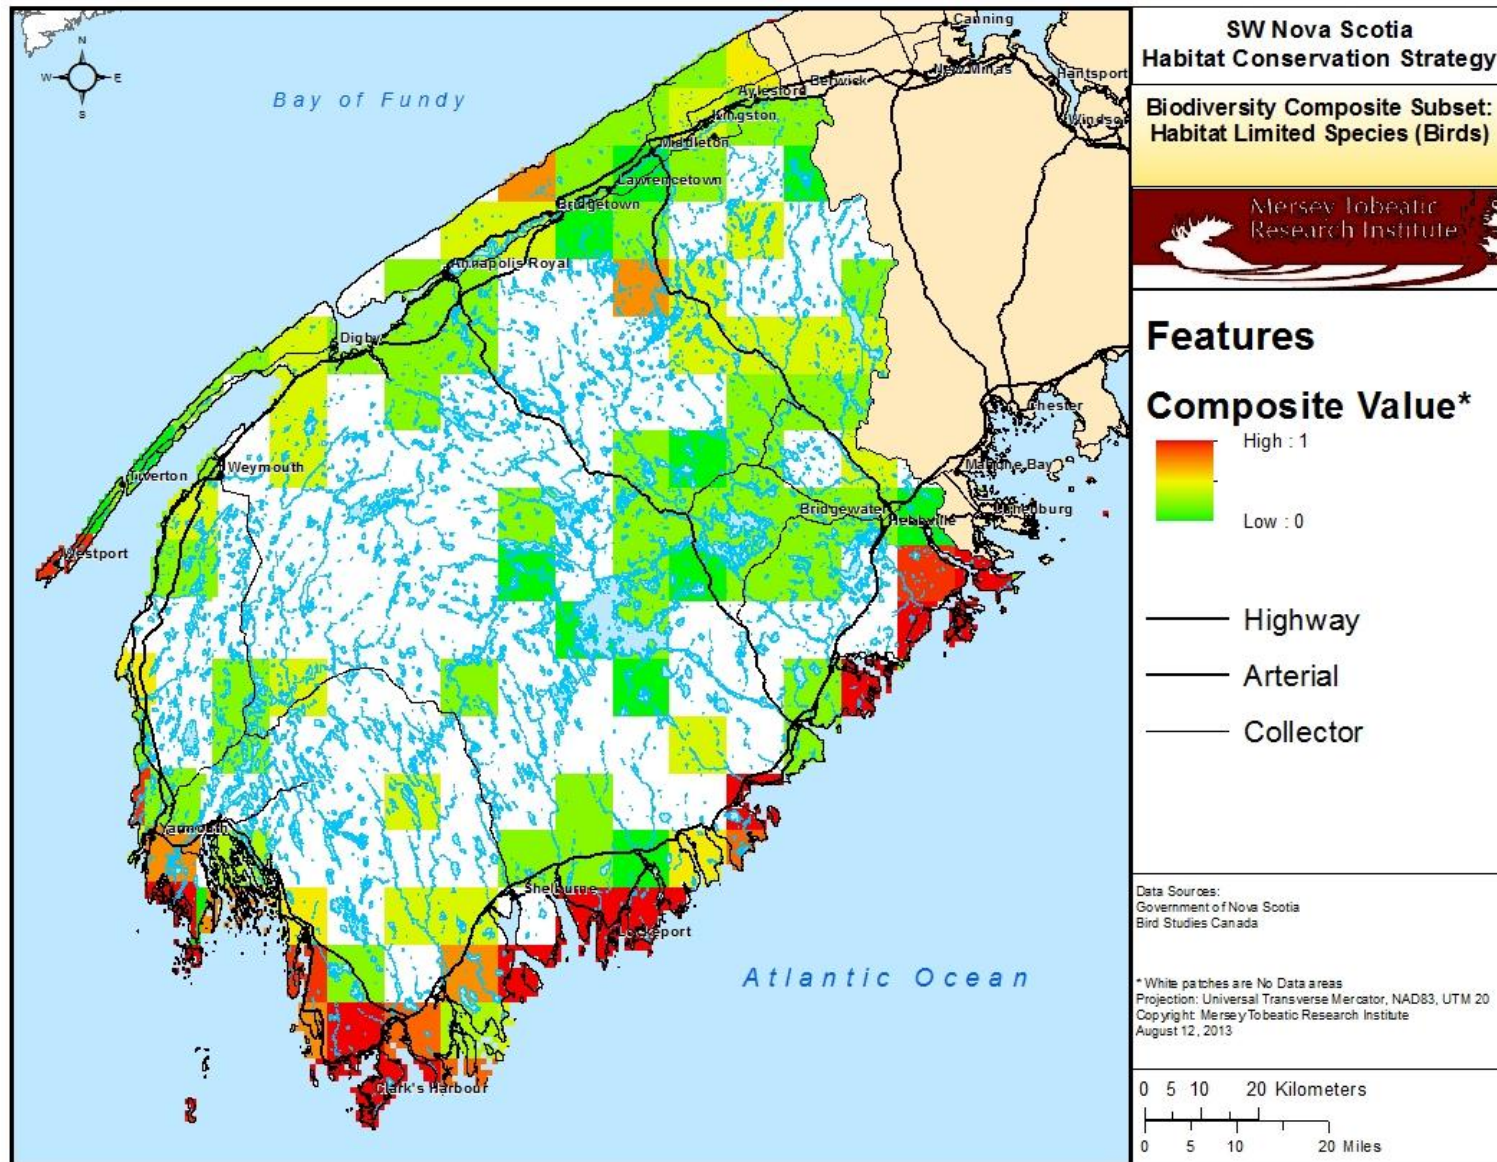 N
W
E
S
Bay of Fundy
Canning
New Minas
Hantsport
Berwick
Aylesford
Windsor
Kingston
Middleton
Lawrencetown
Bridgetown
Annapolis Royal
Digby
Chester
Weymouth
Mahone Bay
Tiverton
Bridgewater
Hebbville
Lunenburg
Westport
Yarmouth
Shelburne
Lockeport
Atlantic Ocean
Clark's Harbour
SW Nova Scotia
Habitat Conservation Strategy
Biodiversity Composite Subset:
Habitat Limited Species (Birds)
Mersey Tobeatic
Research Institute
Features
Composite Value*
High : 1
Low : 0
Highway
Arterial
Collector
Data Sources:
Government of Nova Scotia
Bird Studies Canada
* White patches are No Data areas
Projection: Universal Transverse Mercator, NAD83, UTM 20
Copyright: Mersey Tobeatic Research Institute
August 12, 2013
0 5 10 20 Kilometers
0 5 10 20 Miles